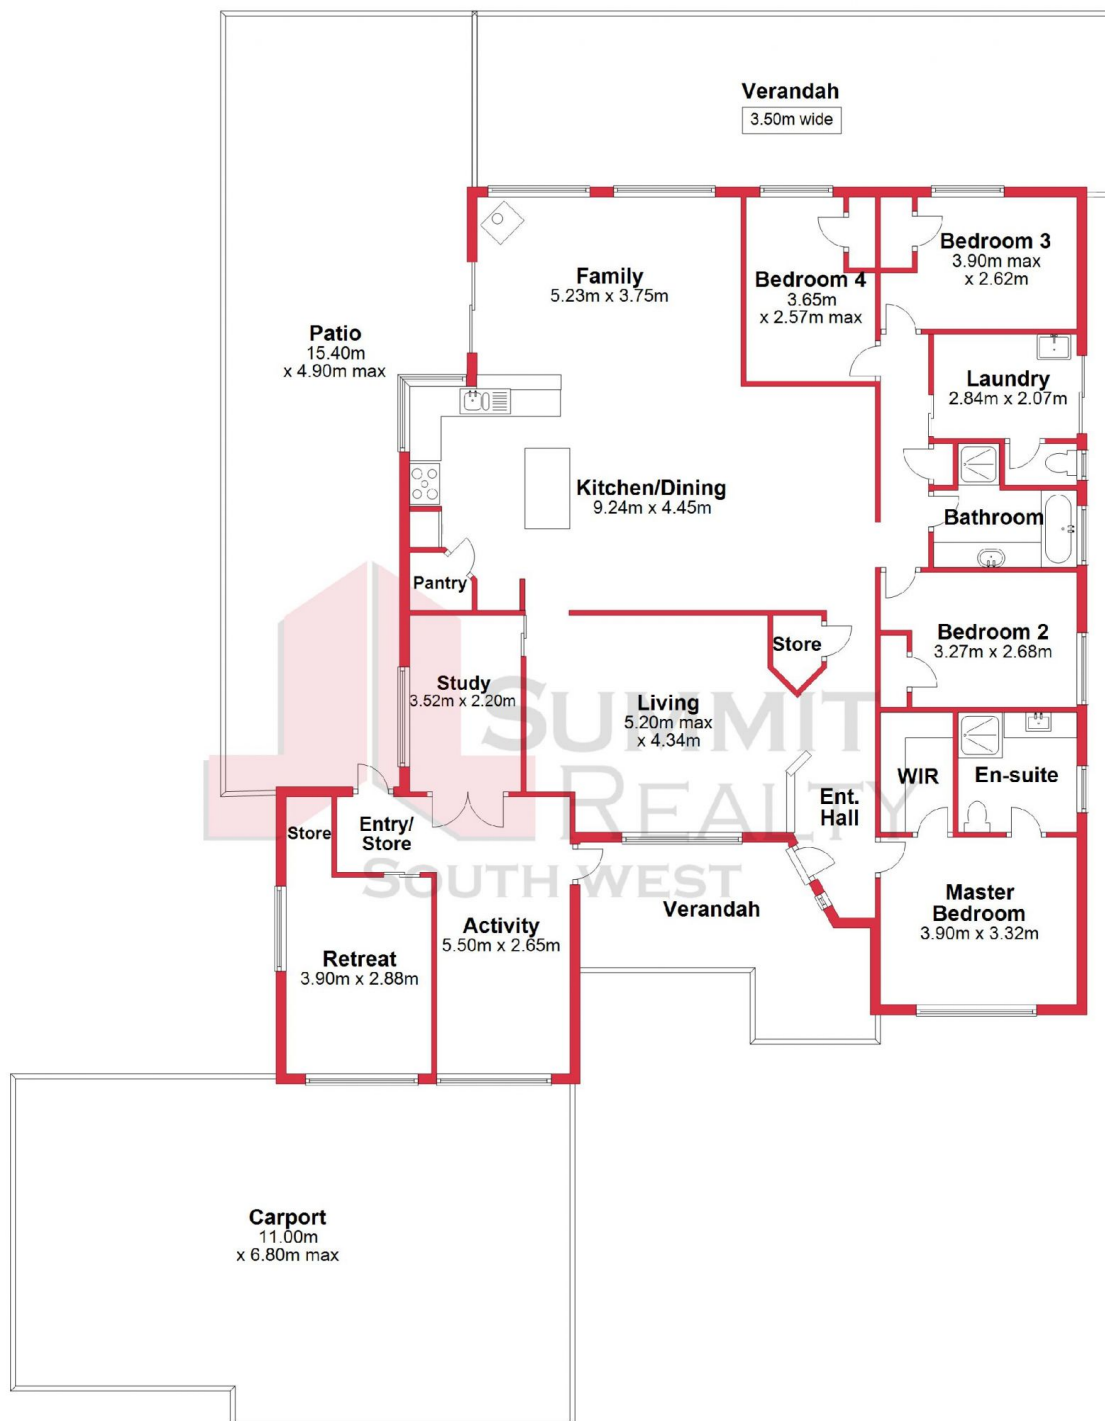 Verandah
3.50m wide
Family
5.23m x 3.75m
Bedroom 4
3.65m
x 2.57m max
Bedroom 3
3.90m max
x 2.62m
Patio
15.40m
x 4.90m max
Laundry
2.84m x 2.07m
Kitchen/Dining
9.24m x 4.45m
Bathroom
Pantry
Bedroom 2
3.27m x 2.68m
Store
Study
3.52m x 2.20m
Living
5.20m max
x 4.34m
SUMMIT
REALTY
SOUTH WEST
WIR
En-suite
Ent.
Hall
Store
Entry/
Store
Verandah
Master
Bedroom
3.90m x 3.32m
Activity
5.50m x 2.65m
Retreat
3.90m x 2.88m
Carport
11.00m
x 6.80m max